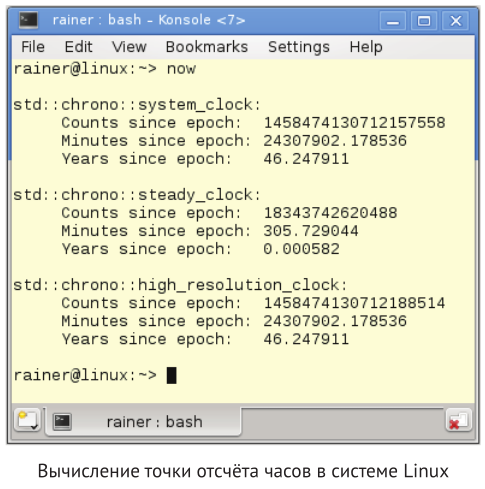 rainer : bash - Konsole <7>
File Edit View Bookmarks Settings Help
rainer@linux:~> now
std::chrono::system_clock:
Counts since epoch: 1458474130712157558
Minutes since epoch: 24307902.178536
Years since epoch: 46.247911
std::chrono::steady_clock:
Counts since epoch: 18343742620488
Minutes since epoch: 305.729044
Years since epoch: 0.000582
std::chrono::high_resolution_clock:
Counts since epoch: 1458474130712188514
Minutes since epoch: 24307902.178536
Years since epoch: 46.247911
rainer@linux:~>
rainer : bash
Вычисление точки отсчёта часов в системе Linux